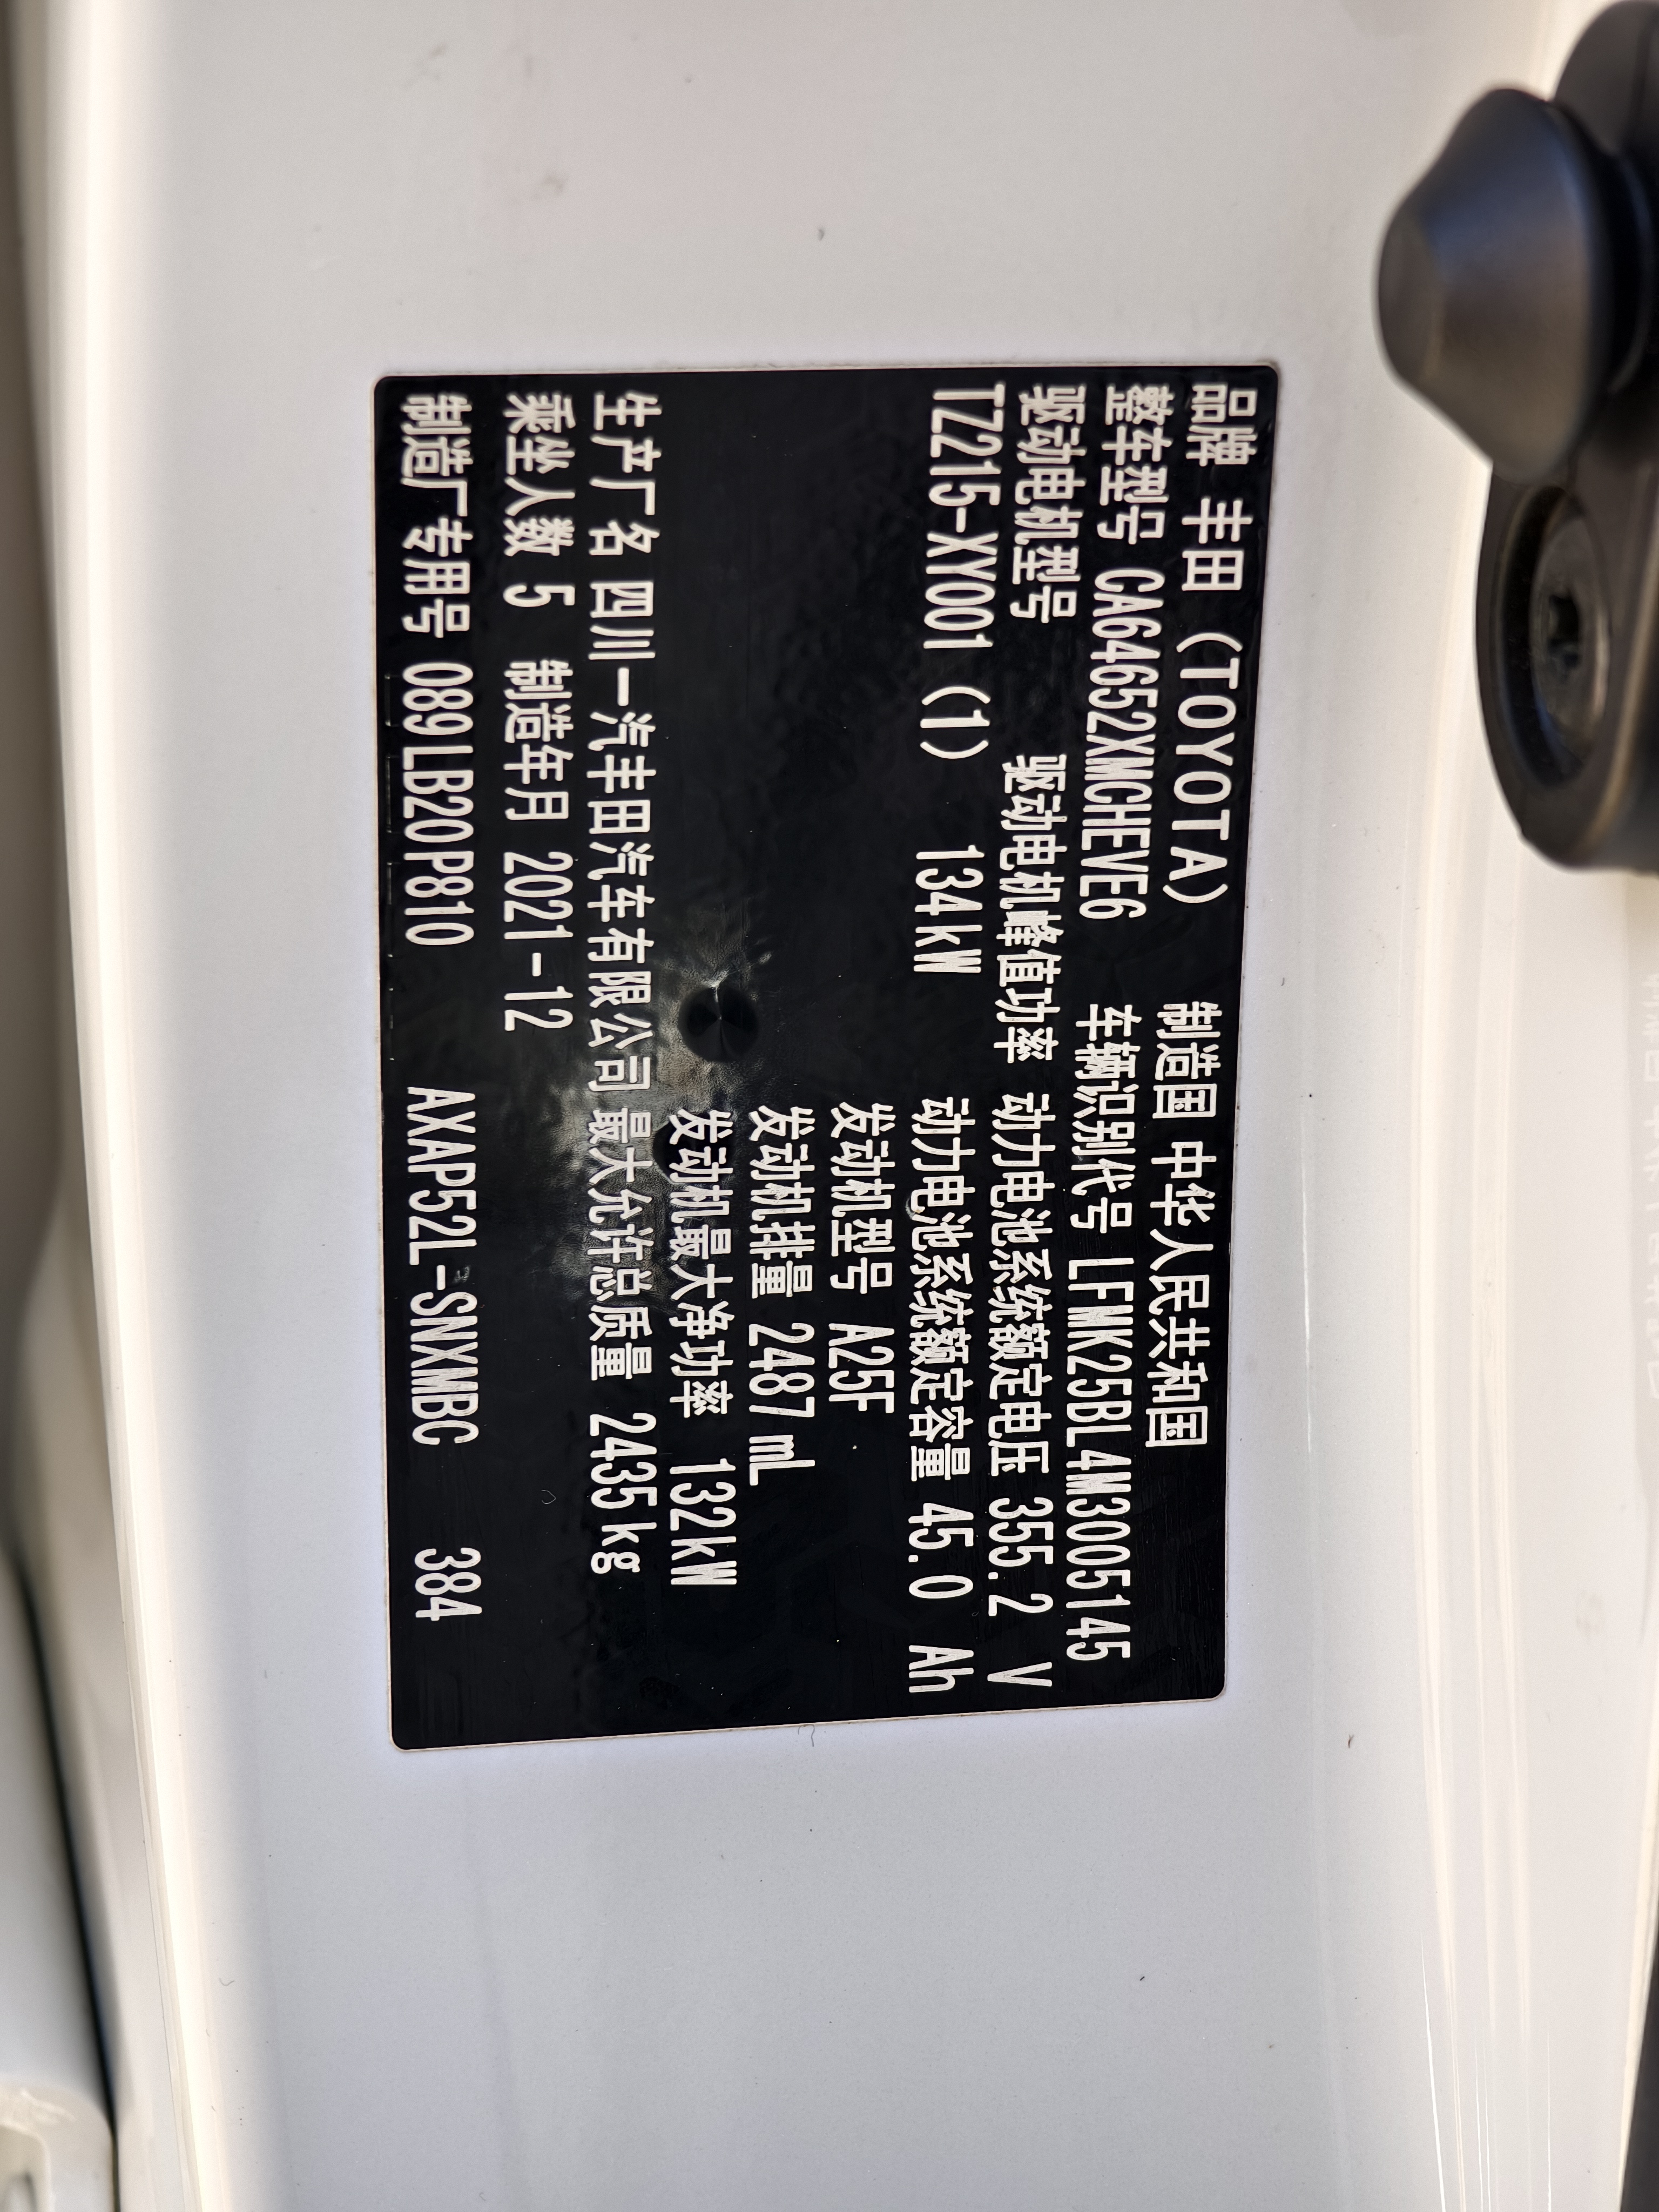 品牌 丰田 (TOYOTA) 制造国 中华人民共和国
整车型号 CA64652XMCHEVE6 车辆识别代号 LFMK25BL4M3005145
驱动电机型号 驱动电机峰值功率 动力电池系统额定电压 355.2 V
TZ215-XY001 (1) 134kW 动力电池系统额定容量 45.0 Ah
发动机型号 A25F
发动机排量 2487 mL
发动机最大净功率 132kW
生产厂名 四川一汽丰田汽车有限公司 最大允许总质量 2435kg
乘坐人数 5 制造年月 2021-12
制造厂专用号 089LB20P810 AXAP52L-SNXMBC 384